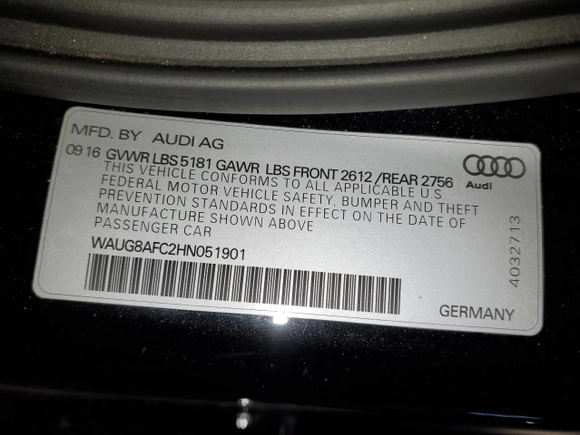 MFD. BY AUDI AG
09 16 GVWR LBS 5181 GAWR LBS FRONT 2612 /REAR 2756
THIS VEHICLE CONFORMS TO ALL APPLICABLE U S
FEDERAL MOTOR VEHICLE SAFETY, BUMPER AND THEFT
PREVENTION STANDARDS IN EFFECT ON THE DATE OF
MANUFACTURE SHOWN ABOVE
PASSENGER CAR
WAUG8AFC2HN051901
GERMANY
Audi
4032713